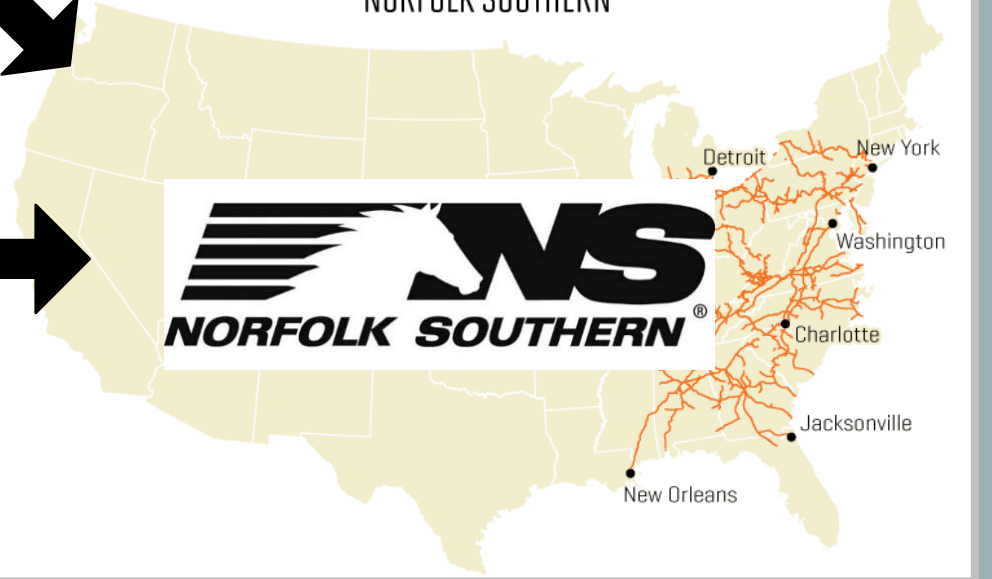 NORFOLK SOUTHERN
Detroit
New York
Washington
NS
®
NORFOLK SOUTHERN
Charlotte
Jacksonville
New Orleans